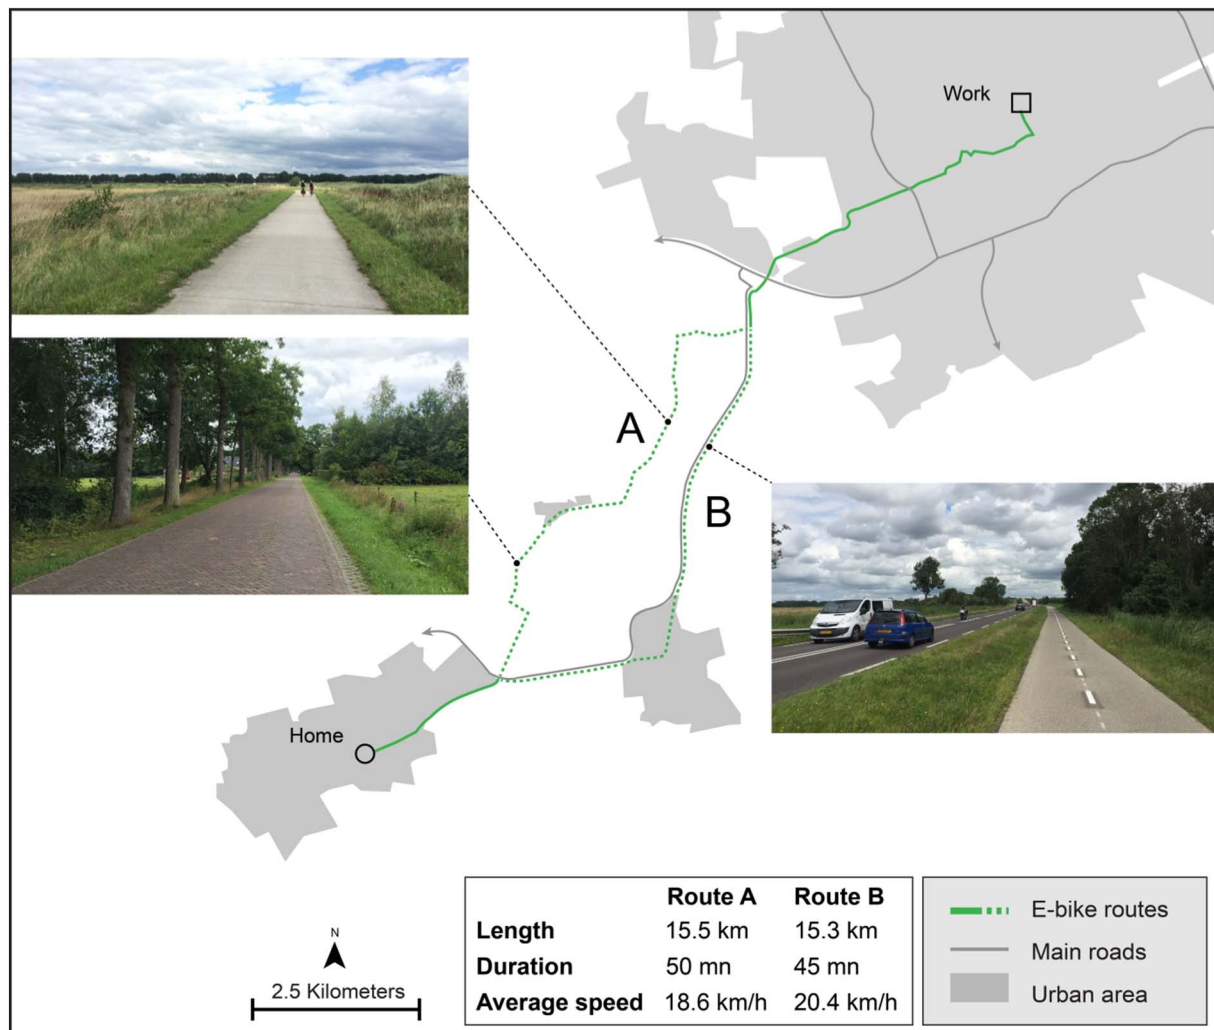 Work
A
B
Home
N
2.5 Kilometers
Route A Route B
Length 15.5 km 15.3 km
Duration 50 mn 45 mn
Average speed 18.6 km/h 20.4 km/h
E-bike routes
Main roads
Urban area